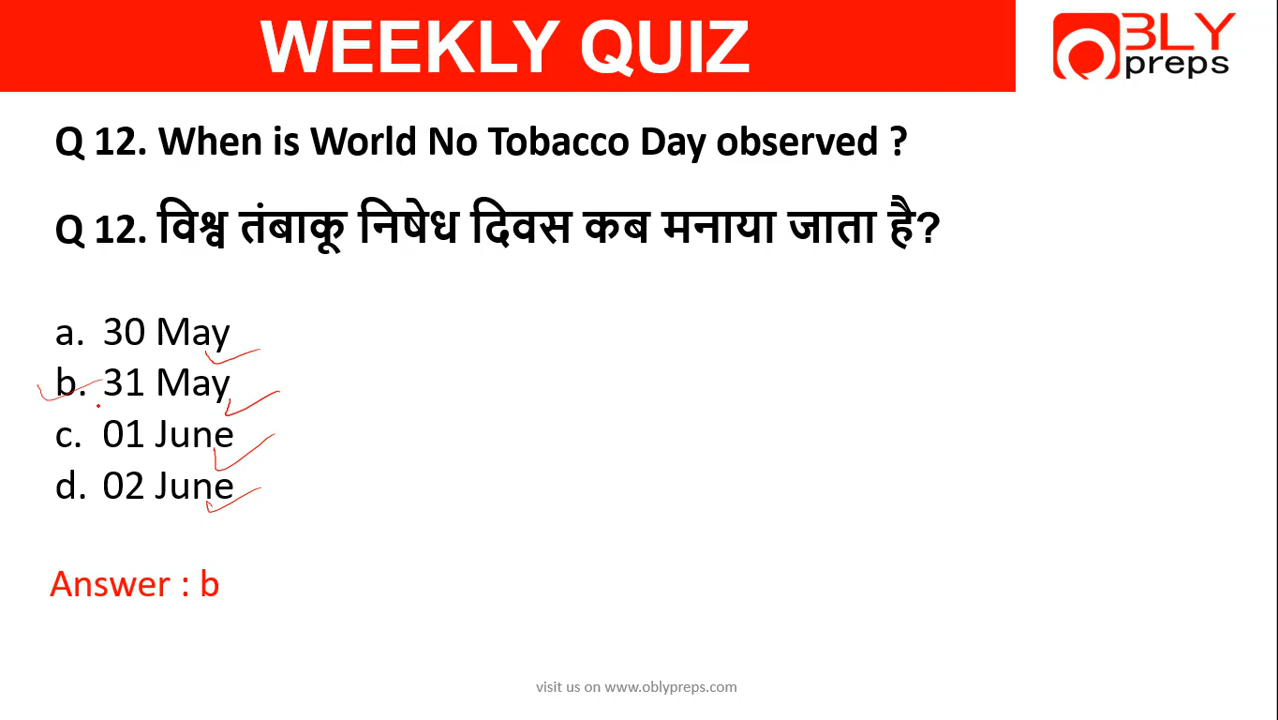 WEEKLY QUIZ
OBLY
preps
Q 12. When is World No Tobacco Day observed ?
Q 12. विश्व तंबाकू निषेध दिवस कब मनाया जाता है?
a. 30 May
b. 31 May
c. 01 June
d. 02 June
Answer : b
visit us on www.oblypreps.com